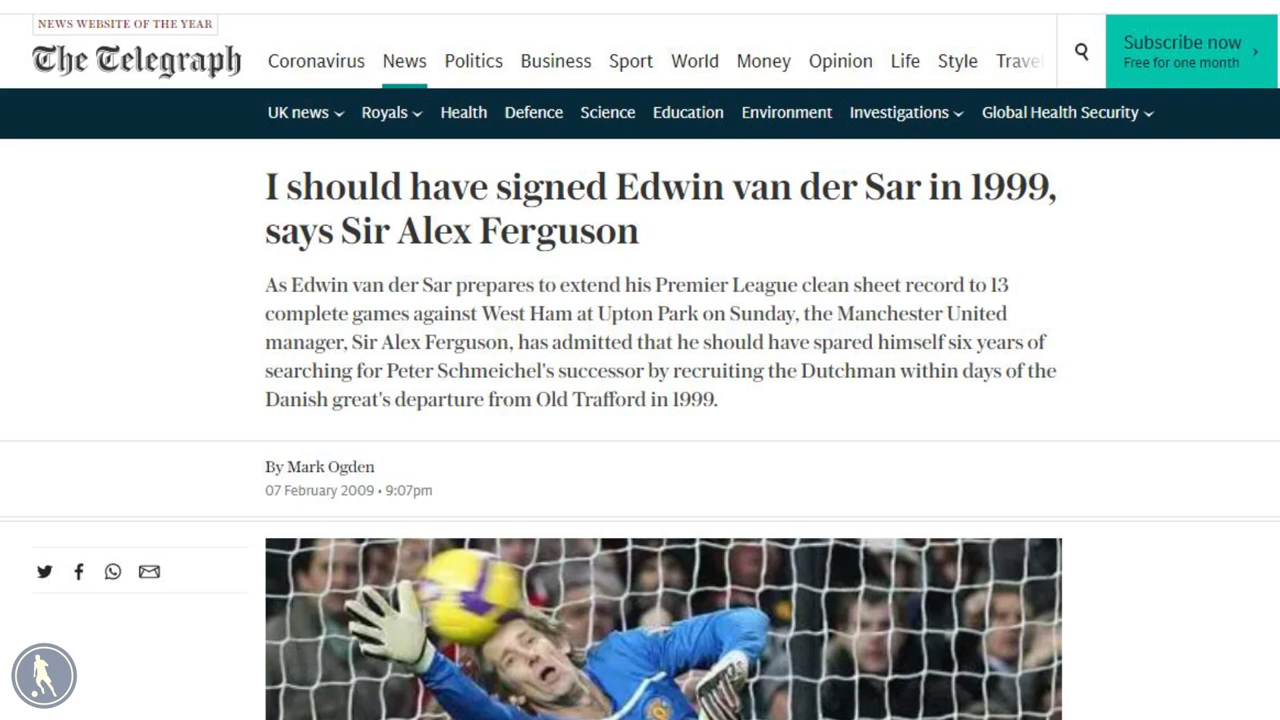 NEWS WEBSITE OF THE YEAR
The Telegraph
Coronavirus News Politics Business Sport World Money Opinion Life Style Trave
Subscribe now
Free for one month
UK news Royals Health Defence Science Education Environment Investigations Global Health Security
I should have signed Edwin van der Sar in 1999,
says Sir Alex Ferguson
As Edwin van der Sar prepares to extend his Premier League clean sheet record to 13
complete games against West Ham at Upton Park on Sunday, the Manchester United
manager, Sir Alex Ferguson, has admitted that he should have spared himself six years of
searching for Peter Schmeichel's successor by recruiting the Dutchman within days of the
Danish great's departure from Old Trafford in 1999.
By Mark Ogden
07 February 2009 • 9:07pm